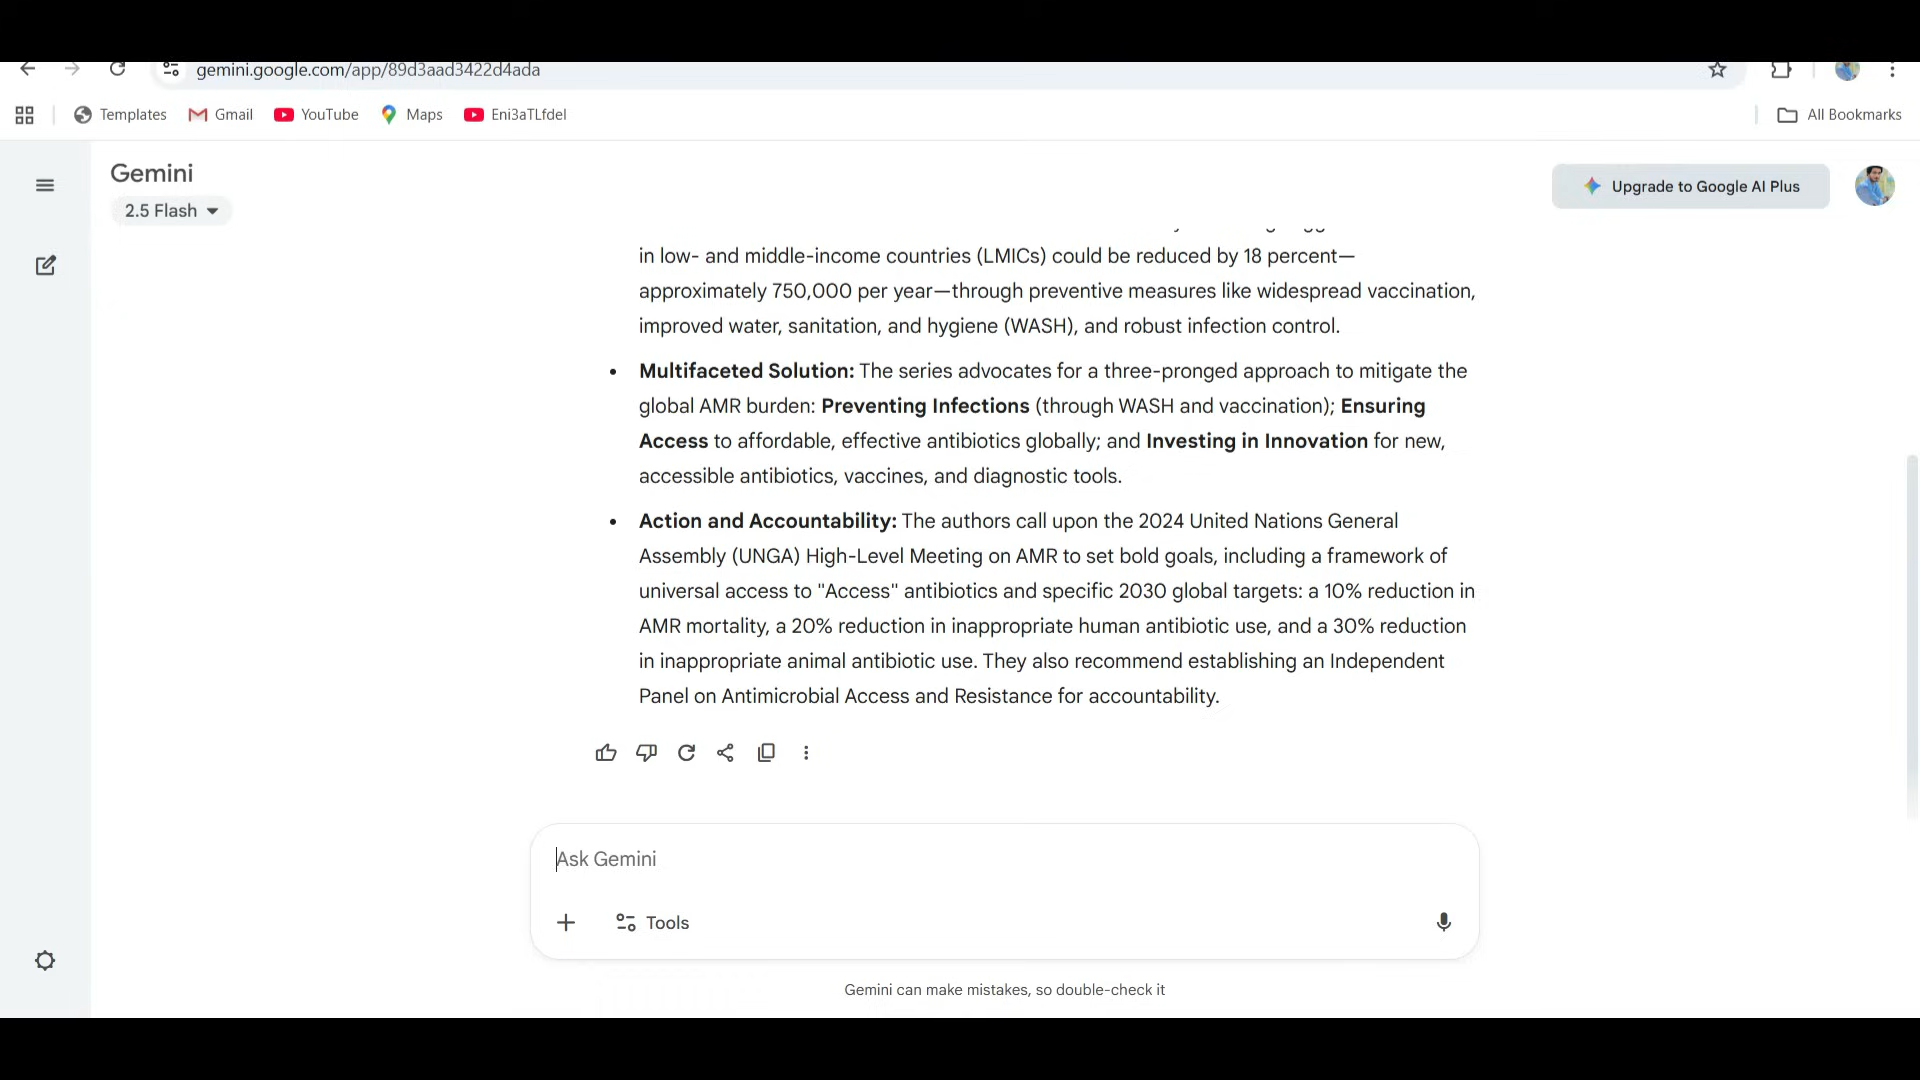 gemini.google.com/app/89d3aad3422d4ada
Templates Gmail YouTube Maps Eni3aTLfdel All Bookmarks
Gemini
2.5 Flash
Upgrade to Google AI Plus
in low- and middle-income countries (LMICs) could be reduced by 18 percent—
approximately 750,000 per year—through preventive measures like widespread vaccination,
improved water, sanitation, and hygiene (WASH), and robust infection control.
• Multifaceted Solution: The series advocates for a three-pronged approach to mitigate the
global AMR burden: Preventing Infections (through WASH and vaccination); Ensuring
Access to affordable, effective antibiotics globally; and Investing in Innovation for new,
accessible antibiotics, vaccines, and diagnostic tools.
• Action and Accountability: The authors call upon the 2024 United Nations General
Assembly (UNGA) High-Level Meeting on AMR to set bold goals, including a framework of
universal access to "Access" antibiotics and specific 2030 global targets: a 10% reduction in
AMR mortality, a 20% reduction in inappropriate human antibiotic use, and a 30% reduction
in inappropriate animal antibiotic use. They also recommend establishing an Independent
Panel on Antimicrobial Access and Resistance for accountability.
Ask Gemini
Tools
Gemini can make mistakes, so double-check it